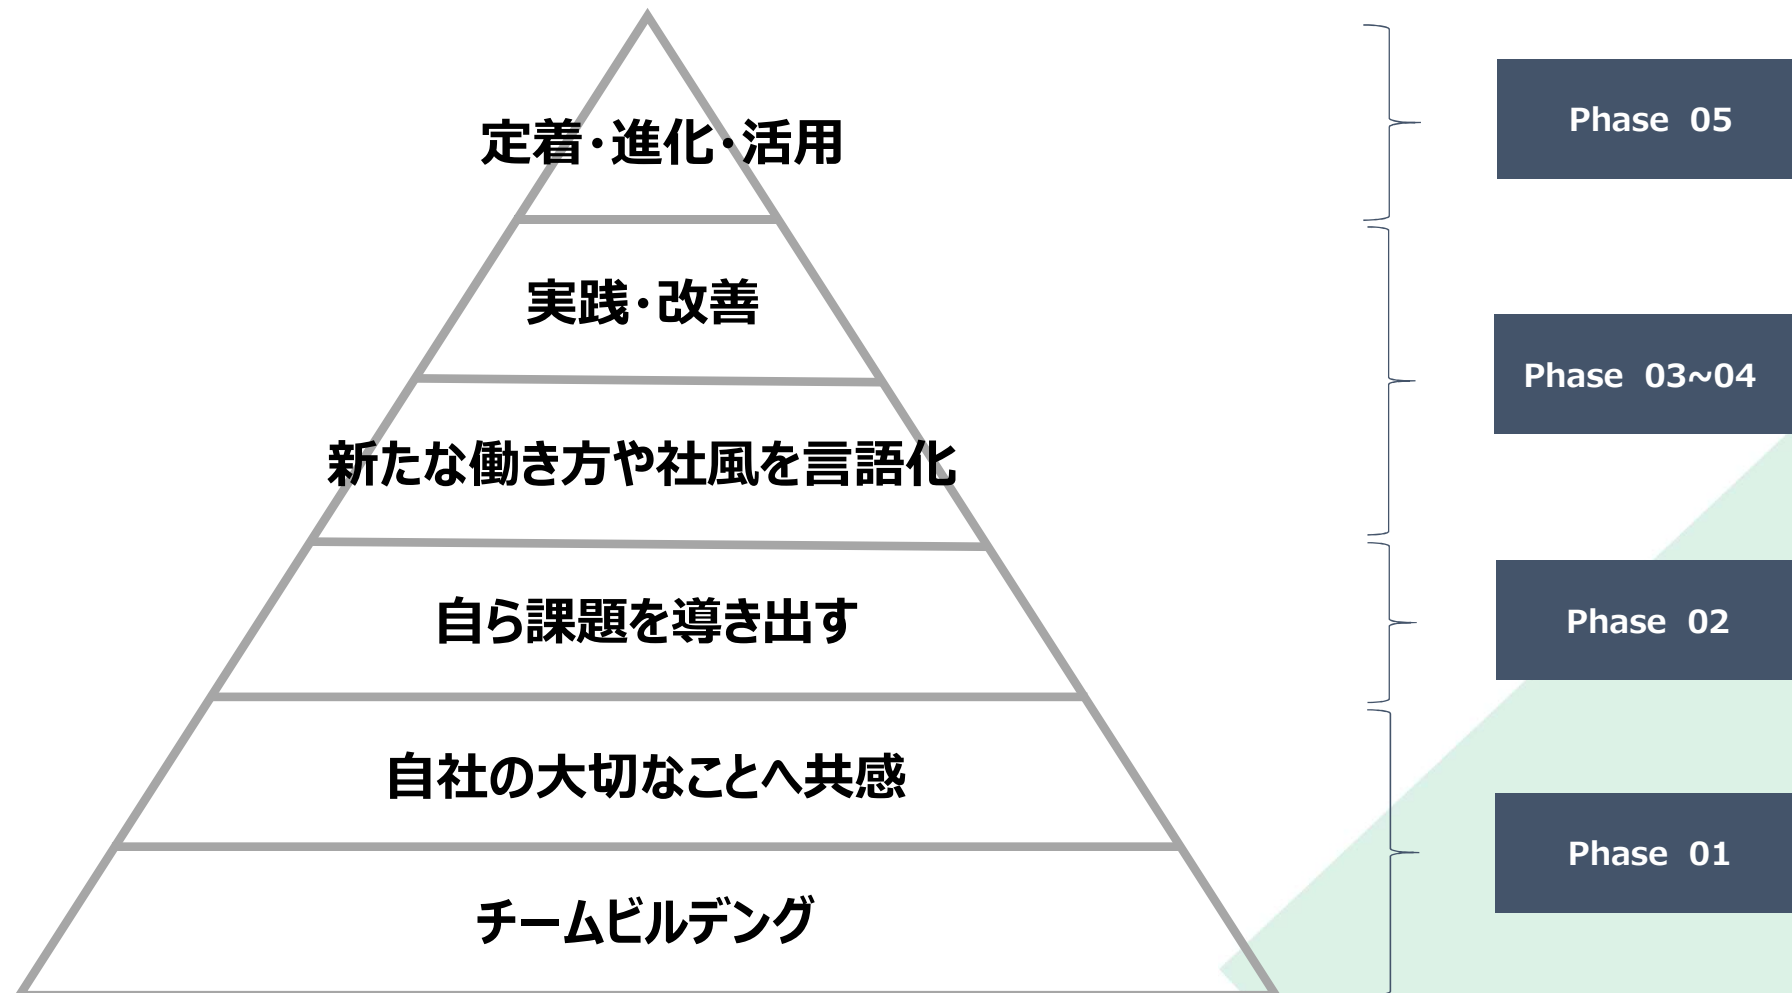 定着・進化・活用
Phase 05
実践・改善
Phase 03~04
新たな働き方や社風を言語化
自ら課題を導き出す
Phase 02
自社の大切なことへ共感
Phase 01
チームビルデング